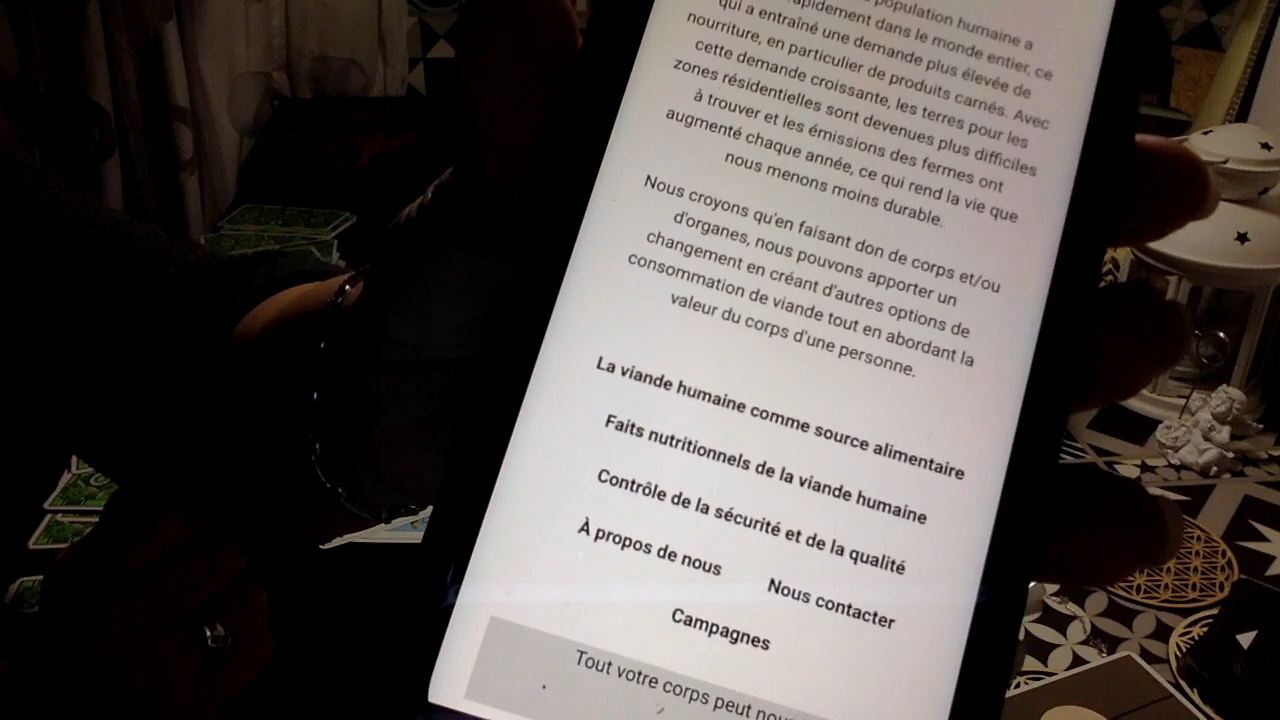 population humaine a
rapidement dans le monde entier, ce
qui a entraîné une demande plus élevée de
nourriture, en particulier de produits carnés. Avec
cette demande croissante, les terres pour les
zones résidentielles sont devenues plus difficiles
à trouver et les émissions des fermes ont
augmenté chaque année, ce qui rend la vie que
nous menons moins durable.
Nous croyons qu'en faisant don de corps et/ou
d'organes, nous pouvons apporter un
changement en créant d'autres options de
consommation de viande tout en abordant la
valeur du corps d'une personne.
La viande humaine comme source alimentaire
Faits nutritionnels de la viande humaine
Contrôle de la sécurité et de la qualité
À propos de nous
Nous contacter
Campagnes
Tout votre corps peut